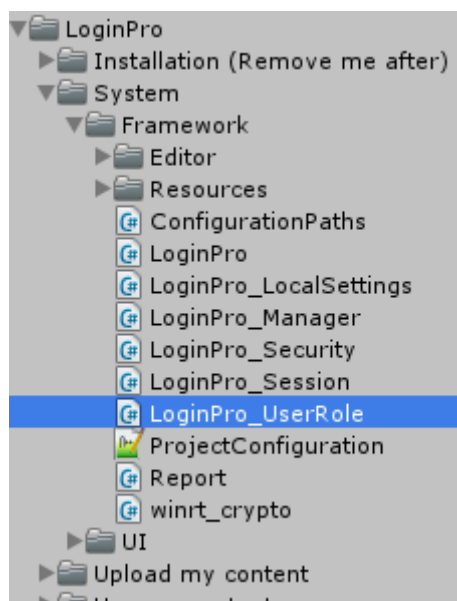 LoginPro
Installation (Remove me after)
System
Framework
Editor
Resources
ConfigurationPaths
LoginPro
LoginPro_LocalSettings
LoginPro_Manager
LoginPro_Security
LoginPro_Session
LoginPro_UserRole
ProjectConfiguration
Report
winrt_crypto
UI
Upload my content